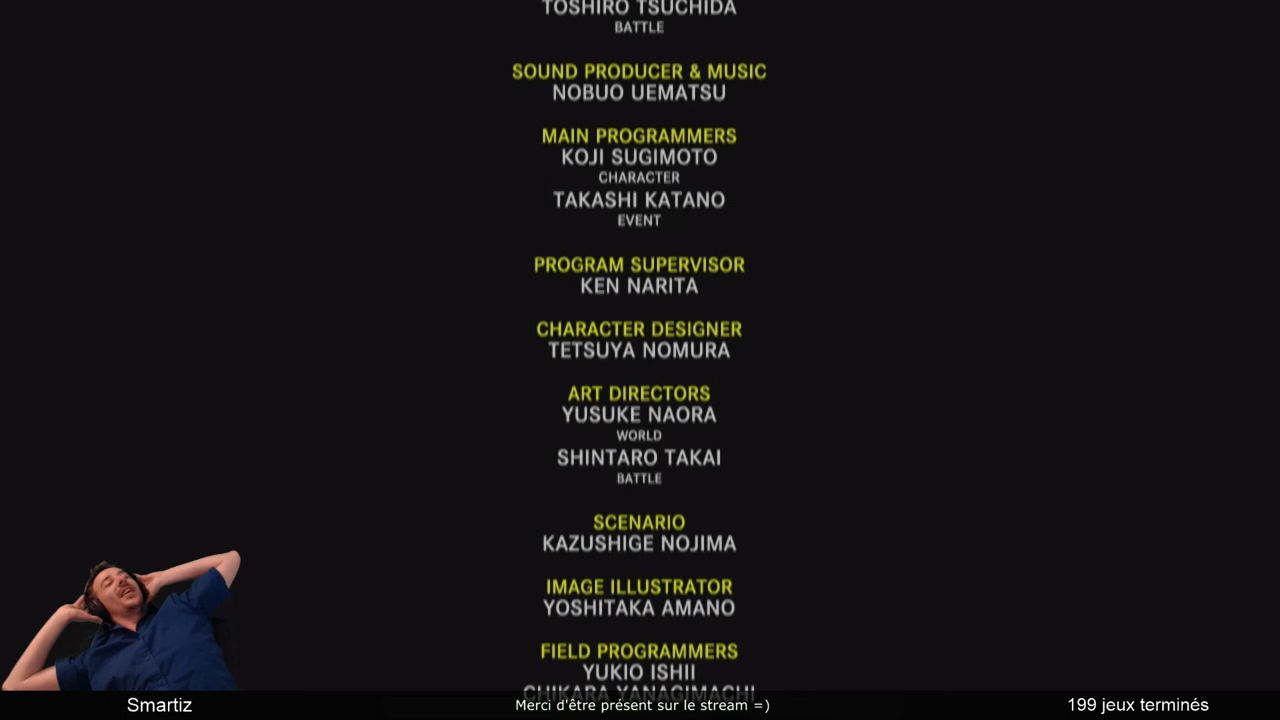 TOSHIRO TSUCHIDA
BATTLE
SOUND PRODUCER & MUSIC
NOBUO UEMATSU
MAIN PROGRAMMERS
KOJI SUGIMOTO
CHARACTER
TAKASHI KATANO
EVENT
PROGRAM SUPERVISOR
KEN NARITA
CHARACTER DESIGNER
TETSUYA NOMURA
ART DIRECTORS
YUSUKE NAORA
WORLD
SHINTARO TAKAI
BATTLE
SCENARIO
KAZUSHIGE NOJIMA
IMAGE ILLUSTRATOR
YOSHITAKA AMANO
FIELD PROGRAMMERS
YUKIO ISHII
CHIKARA YANAGIMACHI
Smartiz
Merci d'être présent sur le stream =)
199 jeux terminés